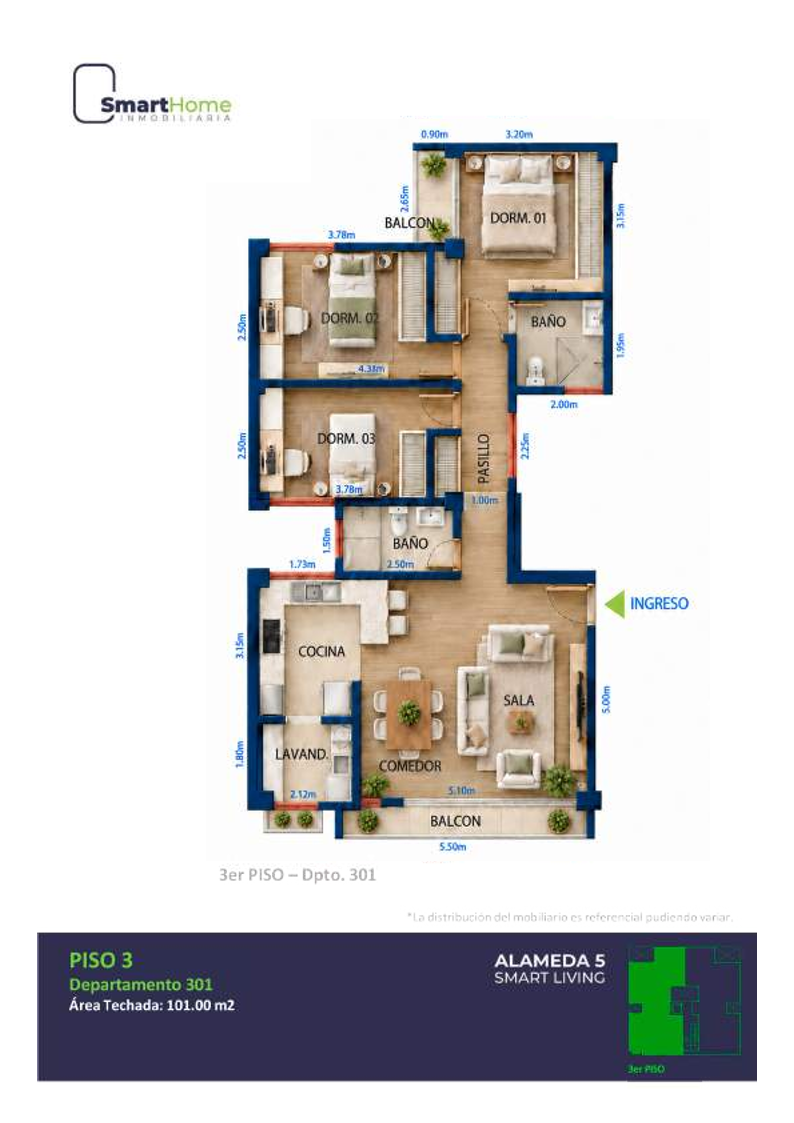 SmartHome
INMOBILIARIA
0.90m
3.20m
2.65m
BALCON
DORM. 01
3.15m
3.78m
2.50m
DORM. 02
4.38m
BAÑO
1.95m
2.00m
2.50m
DORM. 03
3.78m
PASILLO
2.25m
1.00m
1.50m
BAÑO
2.50m
1.73m
INGRESO
3.15m
COCINA
SALA
5.00m
1.80m
LAVAND.
COMEDOR
2.12m
5.10m
BALCON
5.50m
3er PISO – Dpto. 301
*La distribución del mobiliario es referencial pudiendo variar.
PISO 3
Departamento 301
Área Techada: 101.00 m2
ALAMEDA 5
SMART LIVING
3er PISO